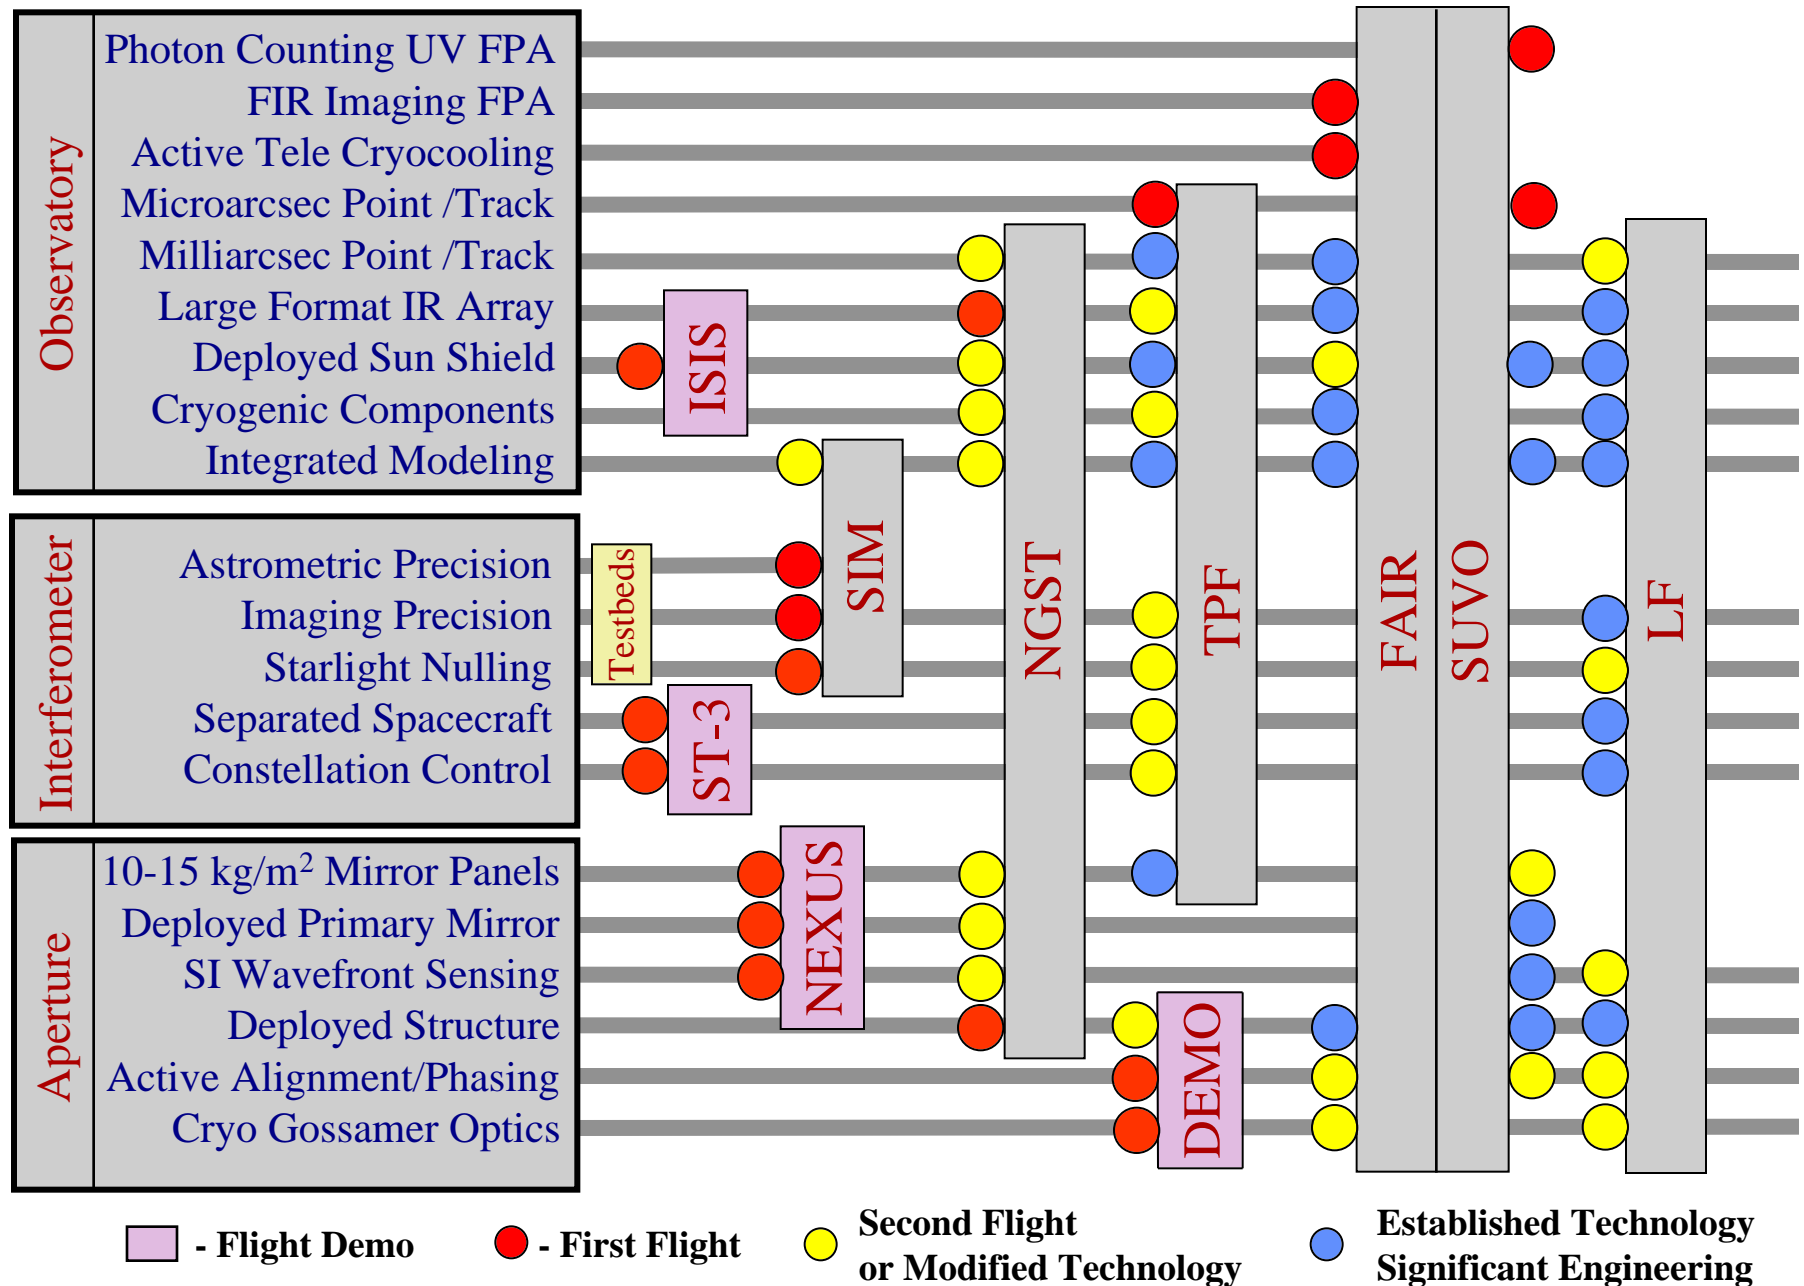 Observatory
Photon Counting UV FPA
FIR Imaging FPA
Active Tele Cryocooling
Microarcsec Point /Track
Milliarcsec Point /Track
Large Format IR Array
Deployed Sun Shield
Cryogenic Components
Integrated Modeling
Interferometer
Astrometric Precision
Imaging Precision
Starlight Nulling
Separated Spacecraft
Constellation Control
Aperture
10-15 kg/m² Mirror Panels
Deployed Primary Mirror
SI Wavefront Sensing
Deployed Structure
Active Alignment/Phasing
Cryo Gossamer Optics
Testbeds
ISIS
ST-3
NEXUS
SIM
NGST
DEMO
TPF
FAIR
SUVO
LF
- Flight Demo
- First Flight
Second Flight
or Modified Technology
Established Technology
Significant Engineering